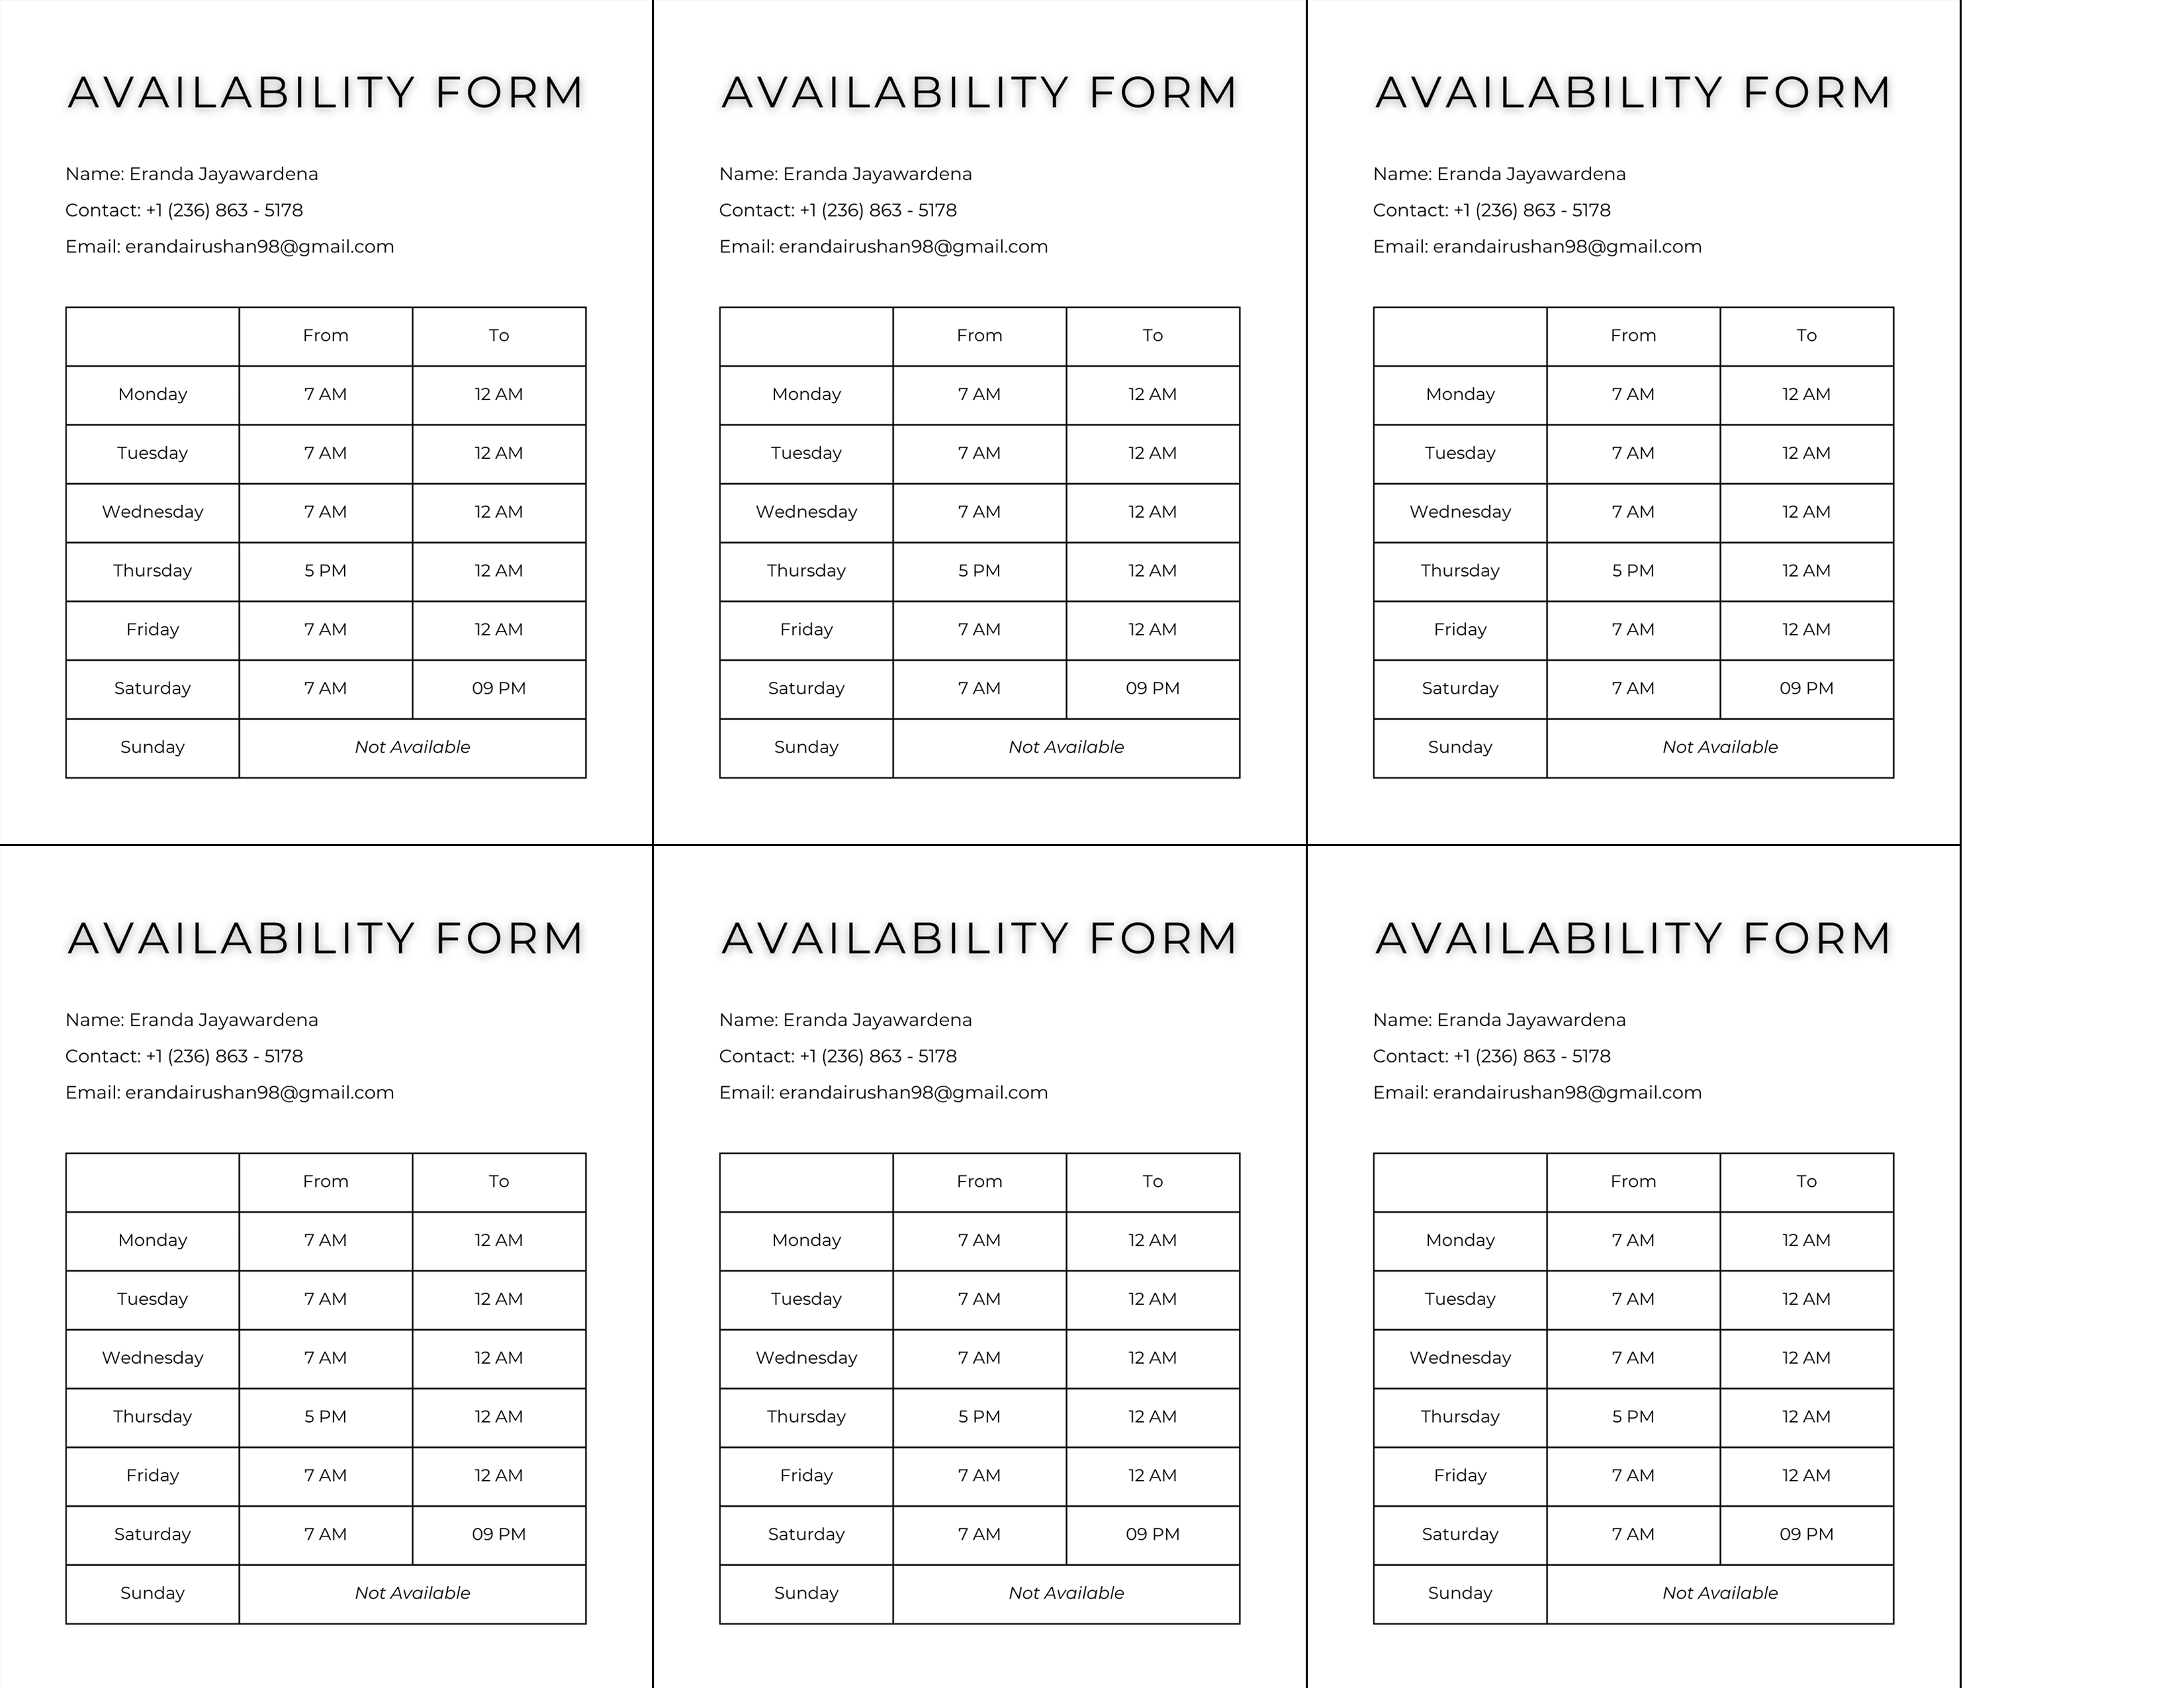 AVAILABILITY FORM
Name: Eranda Jayawardena
Contact: +1 (236) 863 - 5178
Email: erandairushan98@gmail.com
From To
Monday 7 AM 12 AM
Tuesday 7 AM 12 AM
Wednesday 7 AM 12 AM
Thursday 5 PM 12 AM
Friday 7 AM 12 AM
Saturday 7 AM 09 PM
Sunday Not Available
AVAILABILITY FORM
Name: Eranda Jayawardena
Contact: +1 (236) 863 - 5178
Email: erandairushan98@gmail.com
From To
Monday 7 AM 12 AM
Tuesday 7 AM 12 AM
Wednesday 7 AM 12 AM
Thursday 5 PM 12 AM
Friday 7 AM 12 AM
Saturday 7 AM 09 PM
Sunday Not Available
AVAILABILITY FORM
Name: Eranda Jayawardena
Contact: +1 (236) 863 - 5178
Email: erandairushan98@gmail.com
From To
Monday 7 AM 12 AM
Tuesday 7 AM 12 AM
Wednesday 7 AM 12 AM
Thursday 5 PM 12 AM
Friday 7 AM 12 AM
Saturday 7 AM 09 PM
Sunday Not Available
AVAILABILITY FORM
Name: Eranda Jayawardena
Contact: +1 (236) 863 - 5178
Email: erandairushan98@gmail.com
From To
Monday 7 AM 12 AM
Tuesday 7 AM 12 AM
Wednesday 7 AM 12 AM
Thursday 5 PM 12 AM
Friday 7 AM 12 AM
Saturday 7 AM 09 PM
Sunday Not Available
AVAILABILITY FORM
Name: Eranda Jayawardena
Contact: +1 (236) 863 - 5178
Email: erandairushan98@gmail.com
From To
Monday 7 AM 12 AM
Tuesday 7 AM 12 AM
Wednesday 7 AM 12 AM
Thursday 5 PM 12 AM
Friday 7 AM 12 AM
Saturday 7 AM 09 PM
Sunday Not Available
AVAILABILITY FORM
Name: Eranda Jayawardena
Contact: +1 (236) 863 - 5178
Email: erandairushan98@gmail.com
From To
Monday 7 AM 12 AM
Tuesday 7 AM 12 AM
Wednesday 7 AM 12 AM
Thursday 5 PM 12 AM
Friday 7 AM 12 AM
Saturday 7 AM 09 PM
Sunday Not Available